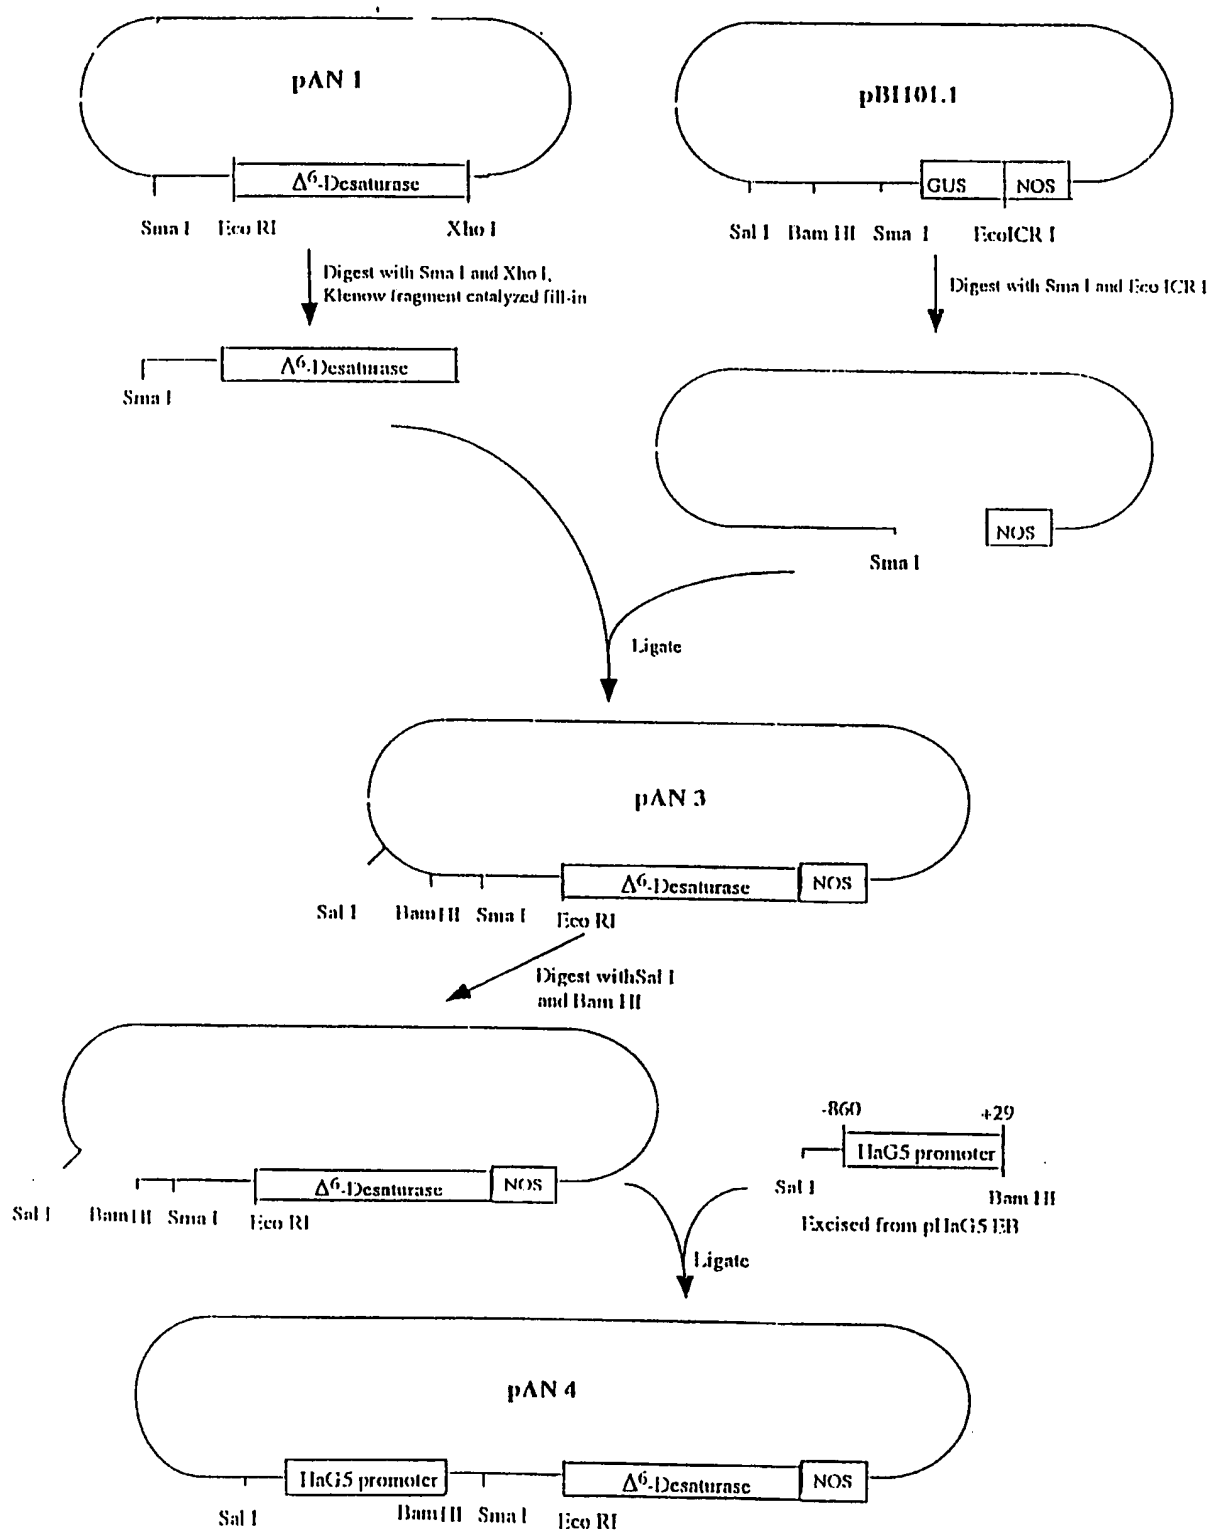 pAN 1
pBI101.1
Δ6-Desaturase
GUS
NOS
Sma I
Eco RI
Xho I
Sal I
Bam HI
Sma I
EcoICR I
Digest with Sma I and Xho I,
Klenow fragment catalyzed fill-in
Digest with Sma I and Eco ICR I
Δ6-Desaturase
Sma I
NOS
Sma I
Ligate
pAN 3
Δ6-Desaturase
NOS
Sal I
Bam HI
Sma I
Eco RI
Digest withSal I
and Bam HI
-860
+29
HaG5 promoter
Δ6-Desaturase
NOS
Sal I
Bam HI
Sal I
Bam HI
Sma I
Eco RI
Excised from pHaG5 EB
Ligate
pAN 4
HaG5 promoter
Δ6-Desaturase
NOS
Sal I
Bam HI
Sma I
Eco RI